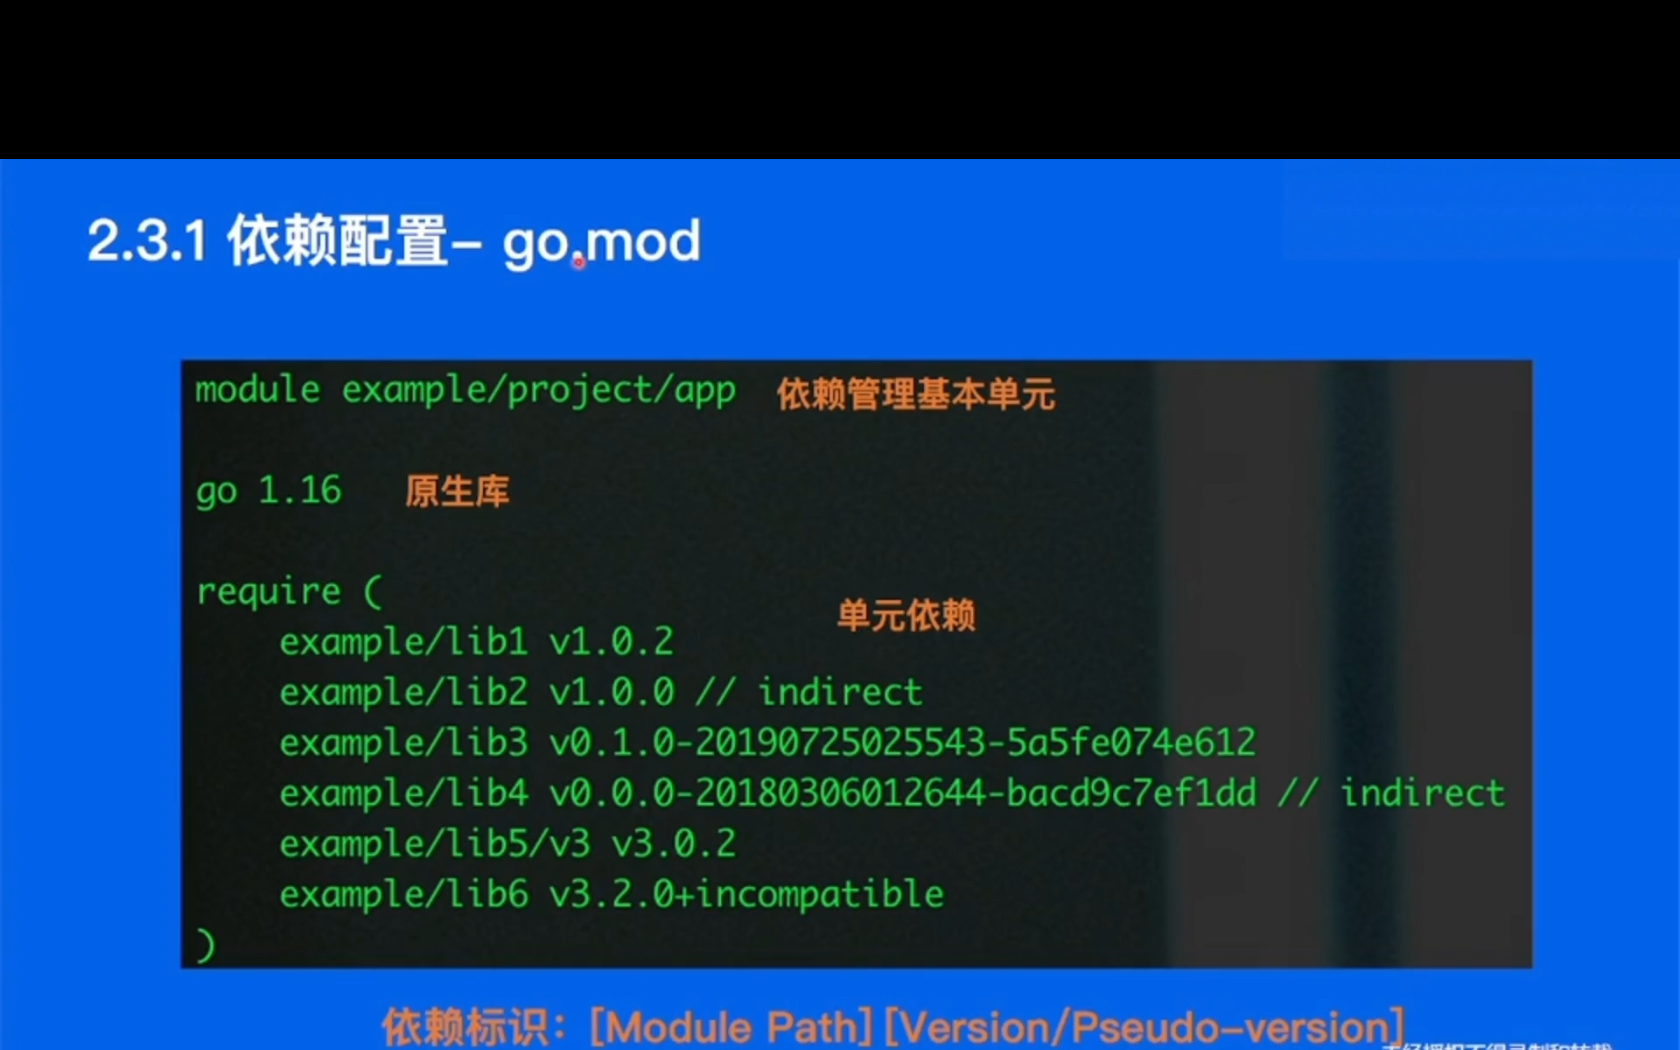 2.3.1 依赖配置- go.mod
module example/project/app 依赖管理基本单元
go 1.16 原生库
require (
单元依赖
example/lib1 v1.0.2
example/lib2 v1.0.0 // indirect
example/lib3 v0.1.0-20190725025543-5a5fe074e612
example/lib4 v0.0.0-20180306012644-bacd9c7ef1dd // indirect
example/lib5/v3 v3.0.2
example/lib6 v3.2.0+incompatible
)
依赖标识：[Module Path] [Version/Pseudo-version]